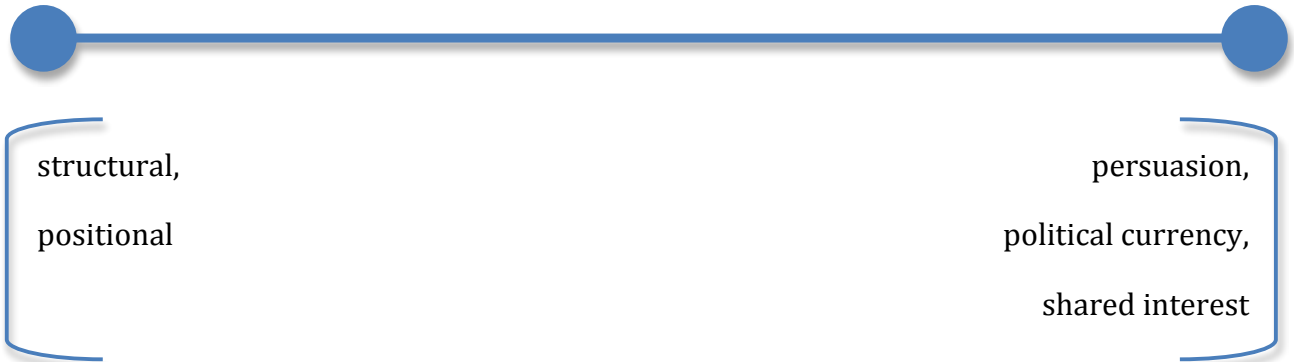 structural,
positional
persuasion,
political currency,
shared interest